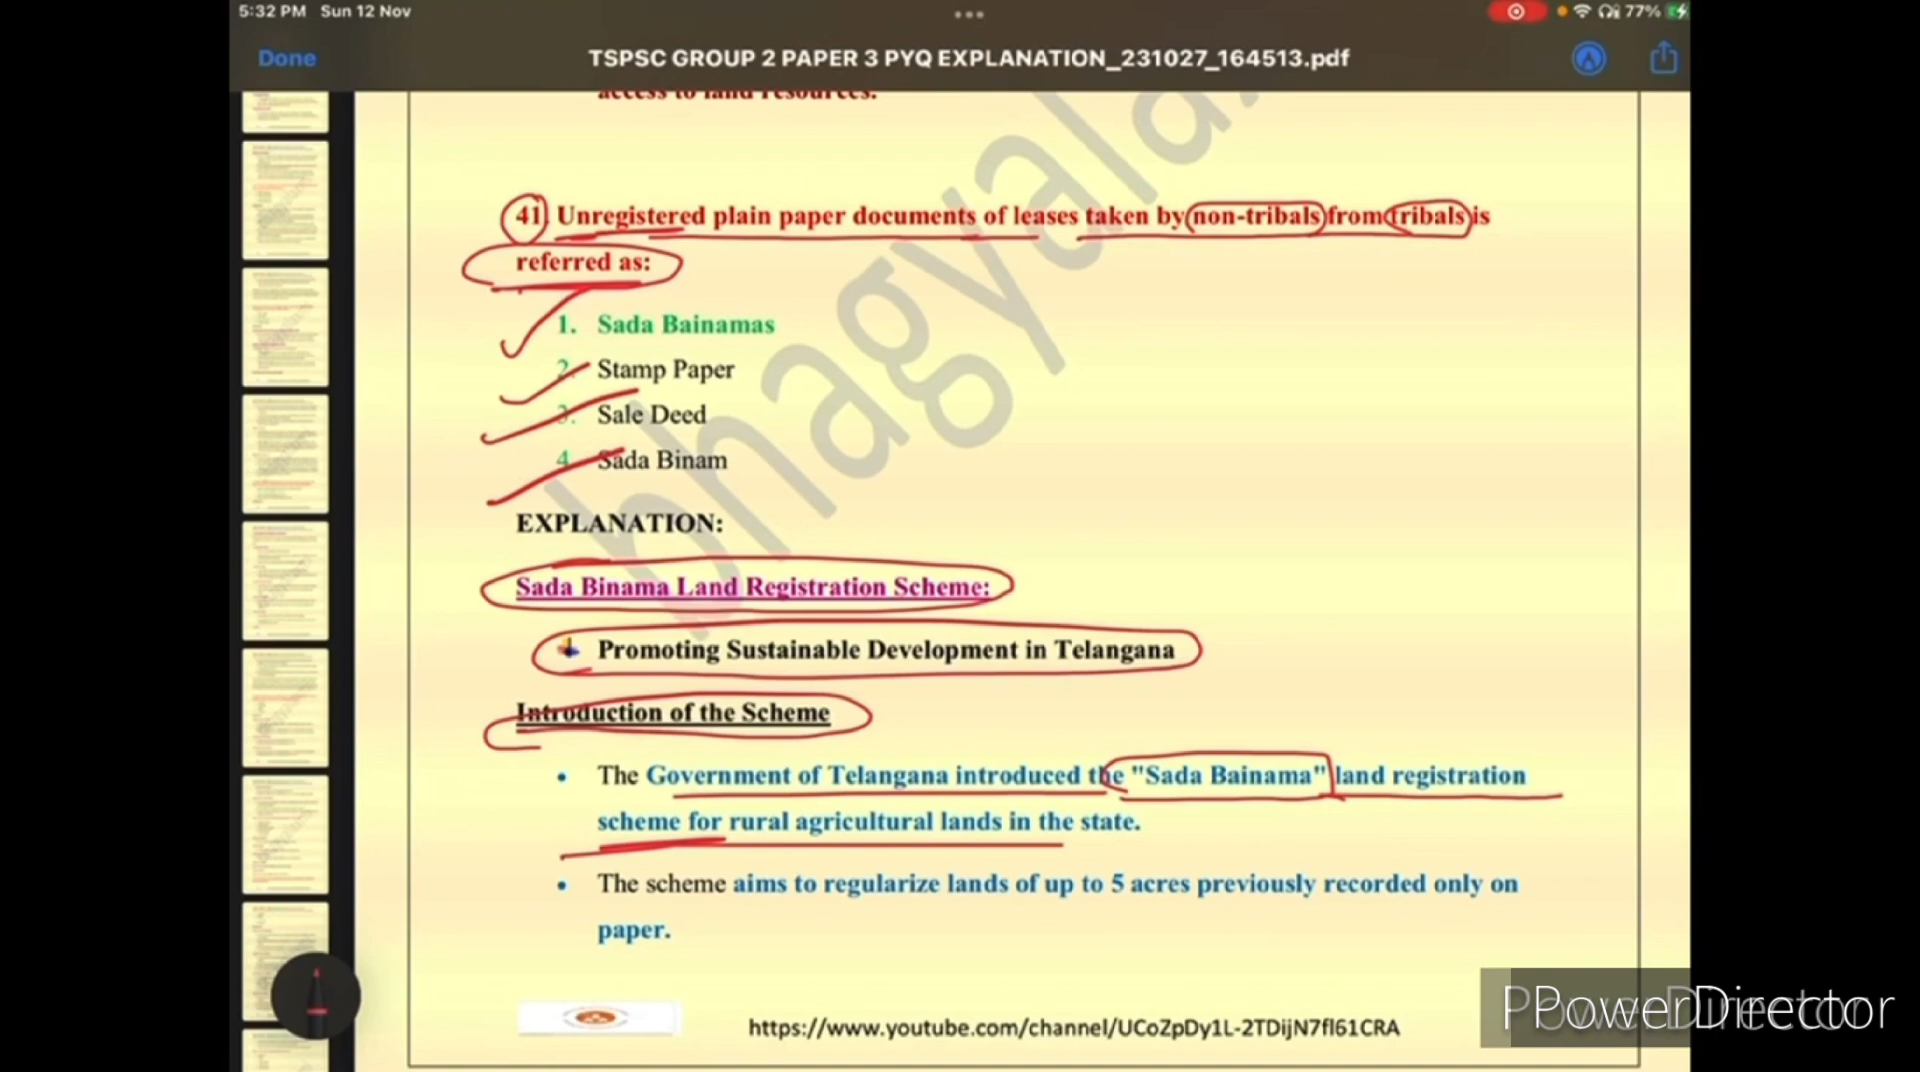 5:32 PM Sun 12 Nov
77%
Done
TSPSC GROUP 2 PAPER 3 PYQ EXPLANATION_231027_164513.pdf
access to land resources.
41. Unregistered plain paper documents of leases taken by non-tribals from tribals is
referred as:
1. Sada Bainamas
2. Stamp Paper
3. Sale Deed
4. Sada Binam
EXPLANATION:
Sada Binama Land Registration Scheme:
Promoting Sustainable Development in Telangana
Introduction of the Scheme
• The Government of Telangana introduced the "Sada Bainama" land registration
scheme for rural agricultural lands in the state.
• The scheme aims to regularize lands of up to 5 acres previously recorded only on
paper.
https://www.youtube.com/channel/UCoZpDy1L-2TDijN7fl61CRA
PowerDirector